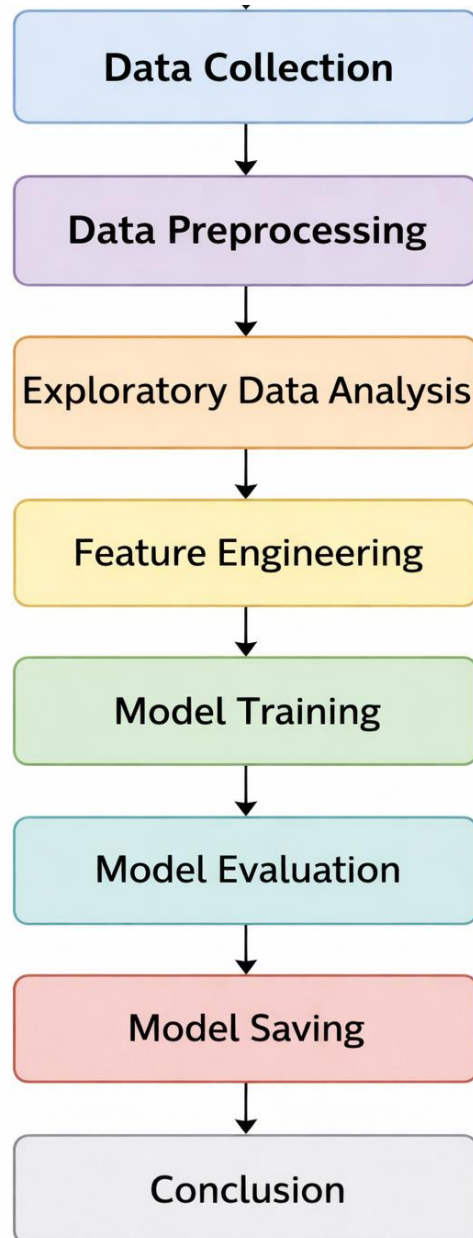 Data Collection
Data Preprocessing
Exploratory Data Analysis
Feature Engineering
Model Training
Model Evaluation
Model Saving
Conclusion